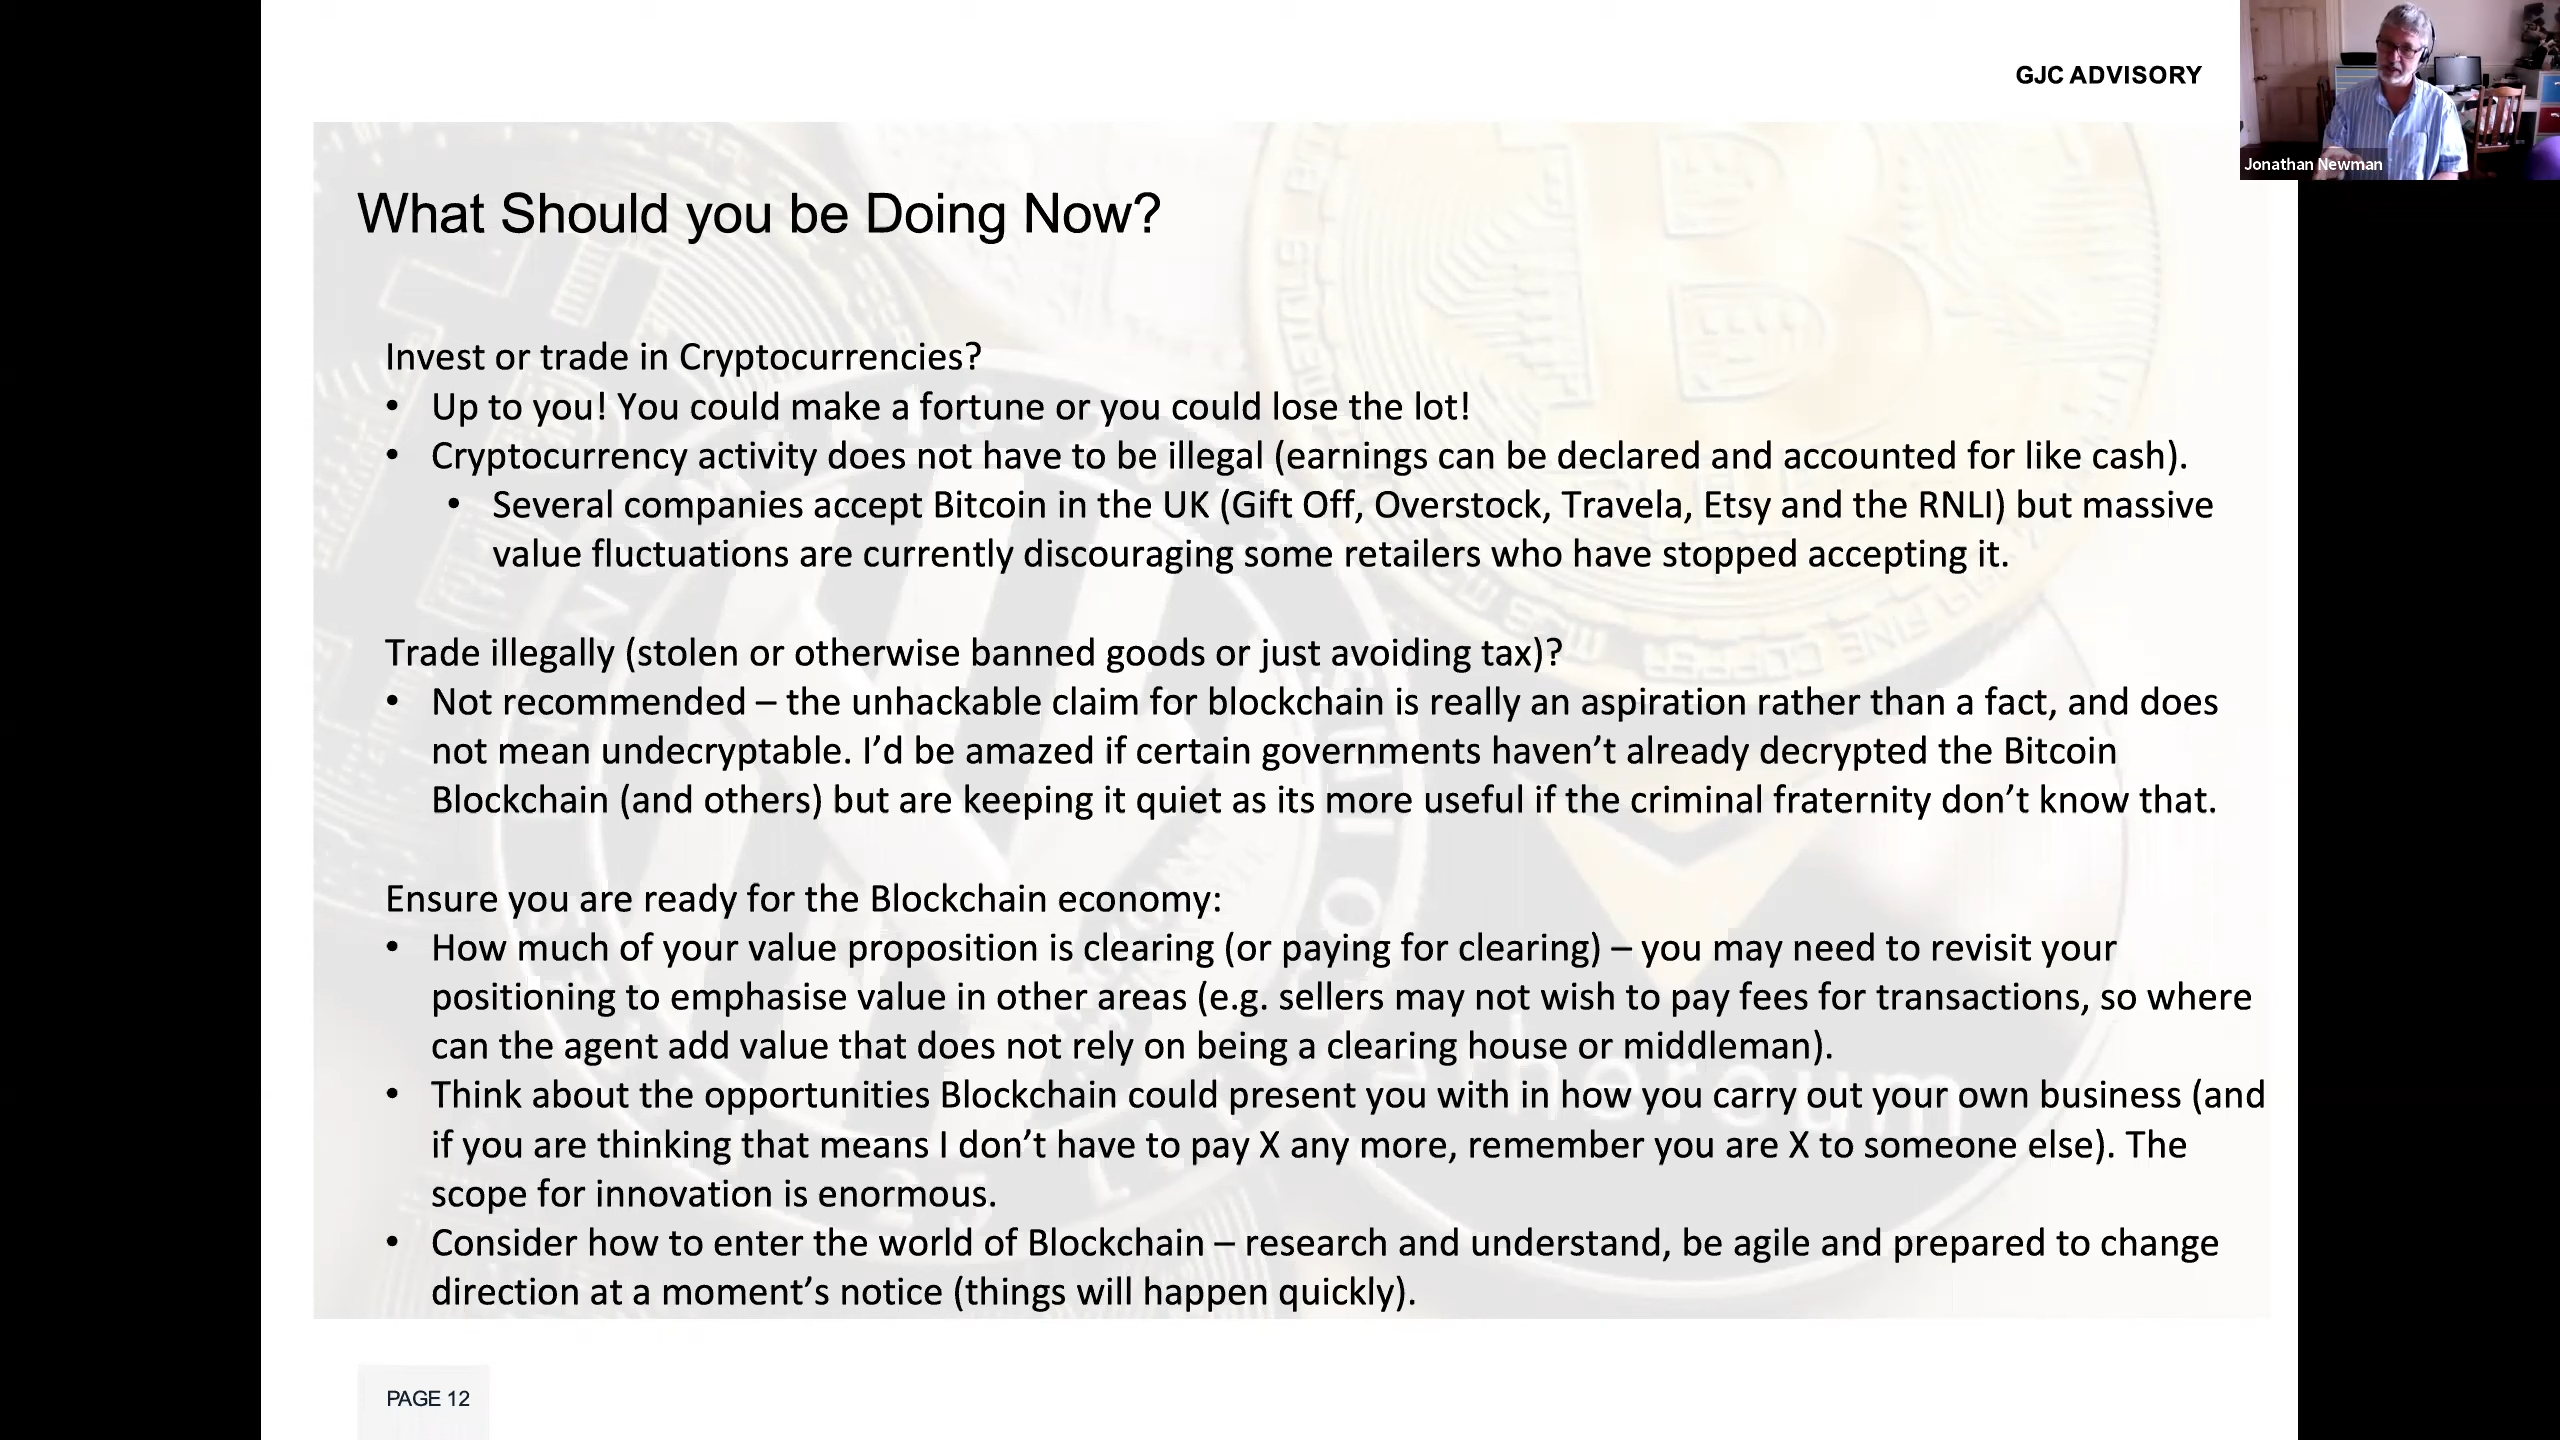 GJC ADVISORY
Jonathan Newman
What Should you be Doing Now?
Invest or trade in Cryptocurrencies?
• Up to you! You could make a fortune or you could lose the lot!
• Cryptocurrency activity does not have to be illegal (earnings can be declared and accounted for like cash).
• Several companies accept Bitcoin in the UK (Gift Off, Overstock, Travela, Etsy and the RNLI) but massive
value fluctuations are currently discouraging some retailers who have stopped accepting it.
Trade illegally (stolen or otherwise banned goods or just avoiding tax)?
• Not recommended – the unhackable claim for blockchain is really an aspiration rather than a fact, and does
not mean undecryptable. I’d be amazed if certain governments haven’t already decrypted the Bitcoin
Blockchain (and others) but are keeping it quiet as its more useful if the criminal fraternity don’t know that.
Ensure you are ready for the Blockchain economy:
• How much of your value proposition is clearing (or paying for clearing) – you may need to revisit your
positioning to emphasise value in other areas (e.g. sellers may not wish to pay fees for transactions, so where
can the agent add value that does not rely on being a clearing house or middleman).
• Think about the opportunities Blockchain could present you with in how you carry out your own business (and
if you are thinking that means I don’t have to pay X any more, remember you are X to someone else). The
scope for innovation is enormous.
• Consider how to enter the world of Blockchain – research and understand, be agile and prepared to change
direction at a moment’s notice (things will happen quickly).
ethereum
PAGE 12